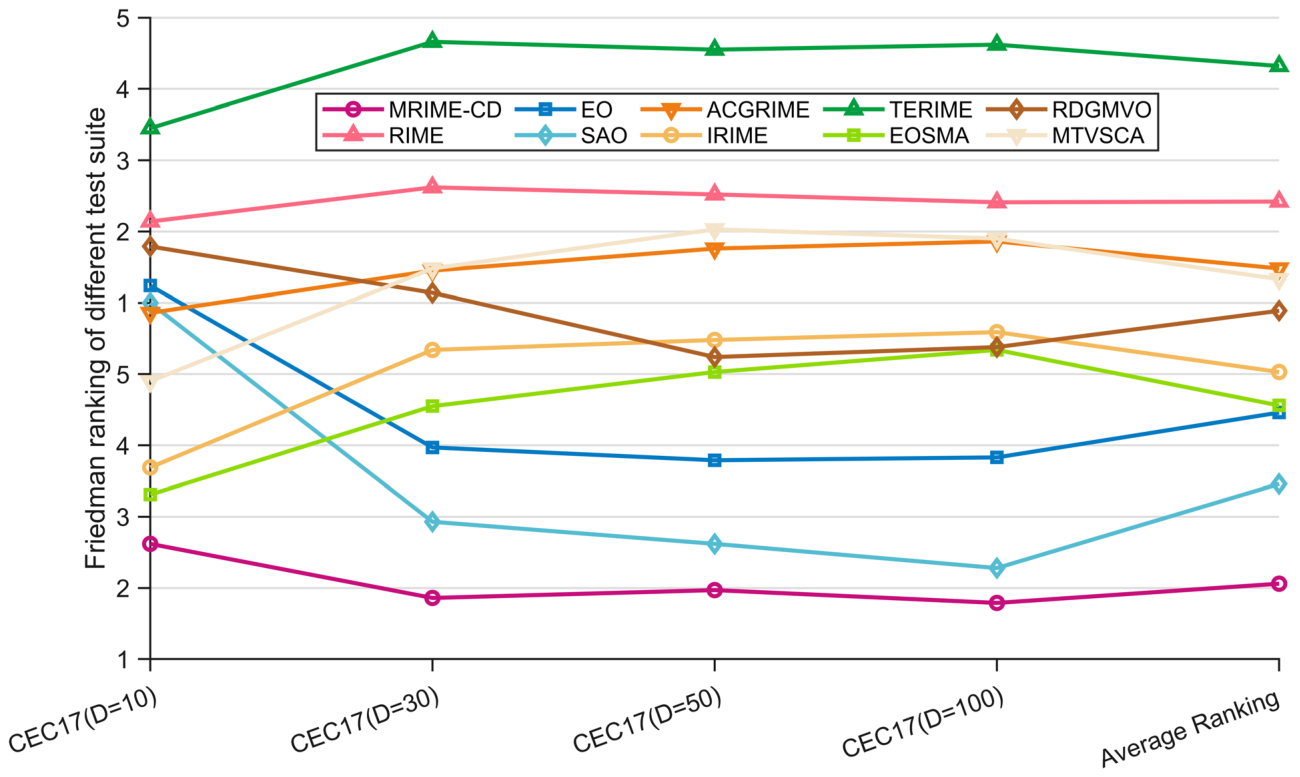 Friedman ranking of different test suite
5
4
3
2
1
5
4
3
2
1
MRIME-CD EO ACGRIME TERIME RDGMVO
RIME SAO IRIME EOSMA MTVSCA
CEC17(D=10) CEC17(D=30) CEC17(D=50) CEC17(D=100) Average Ranking